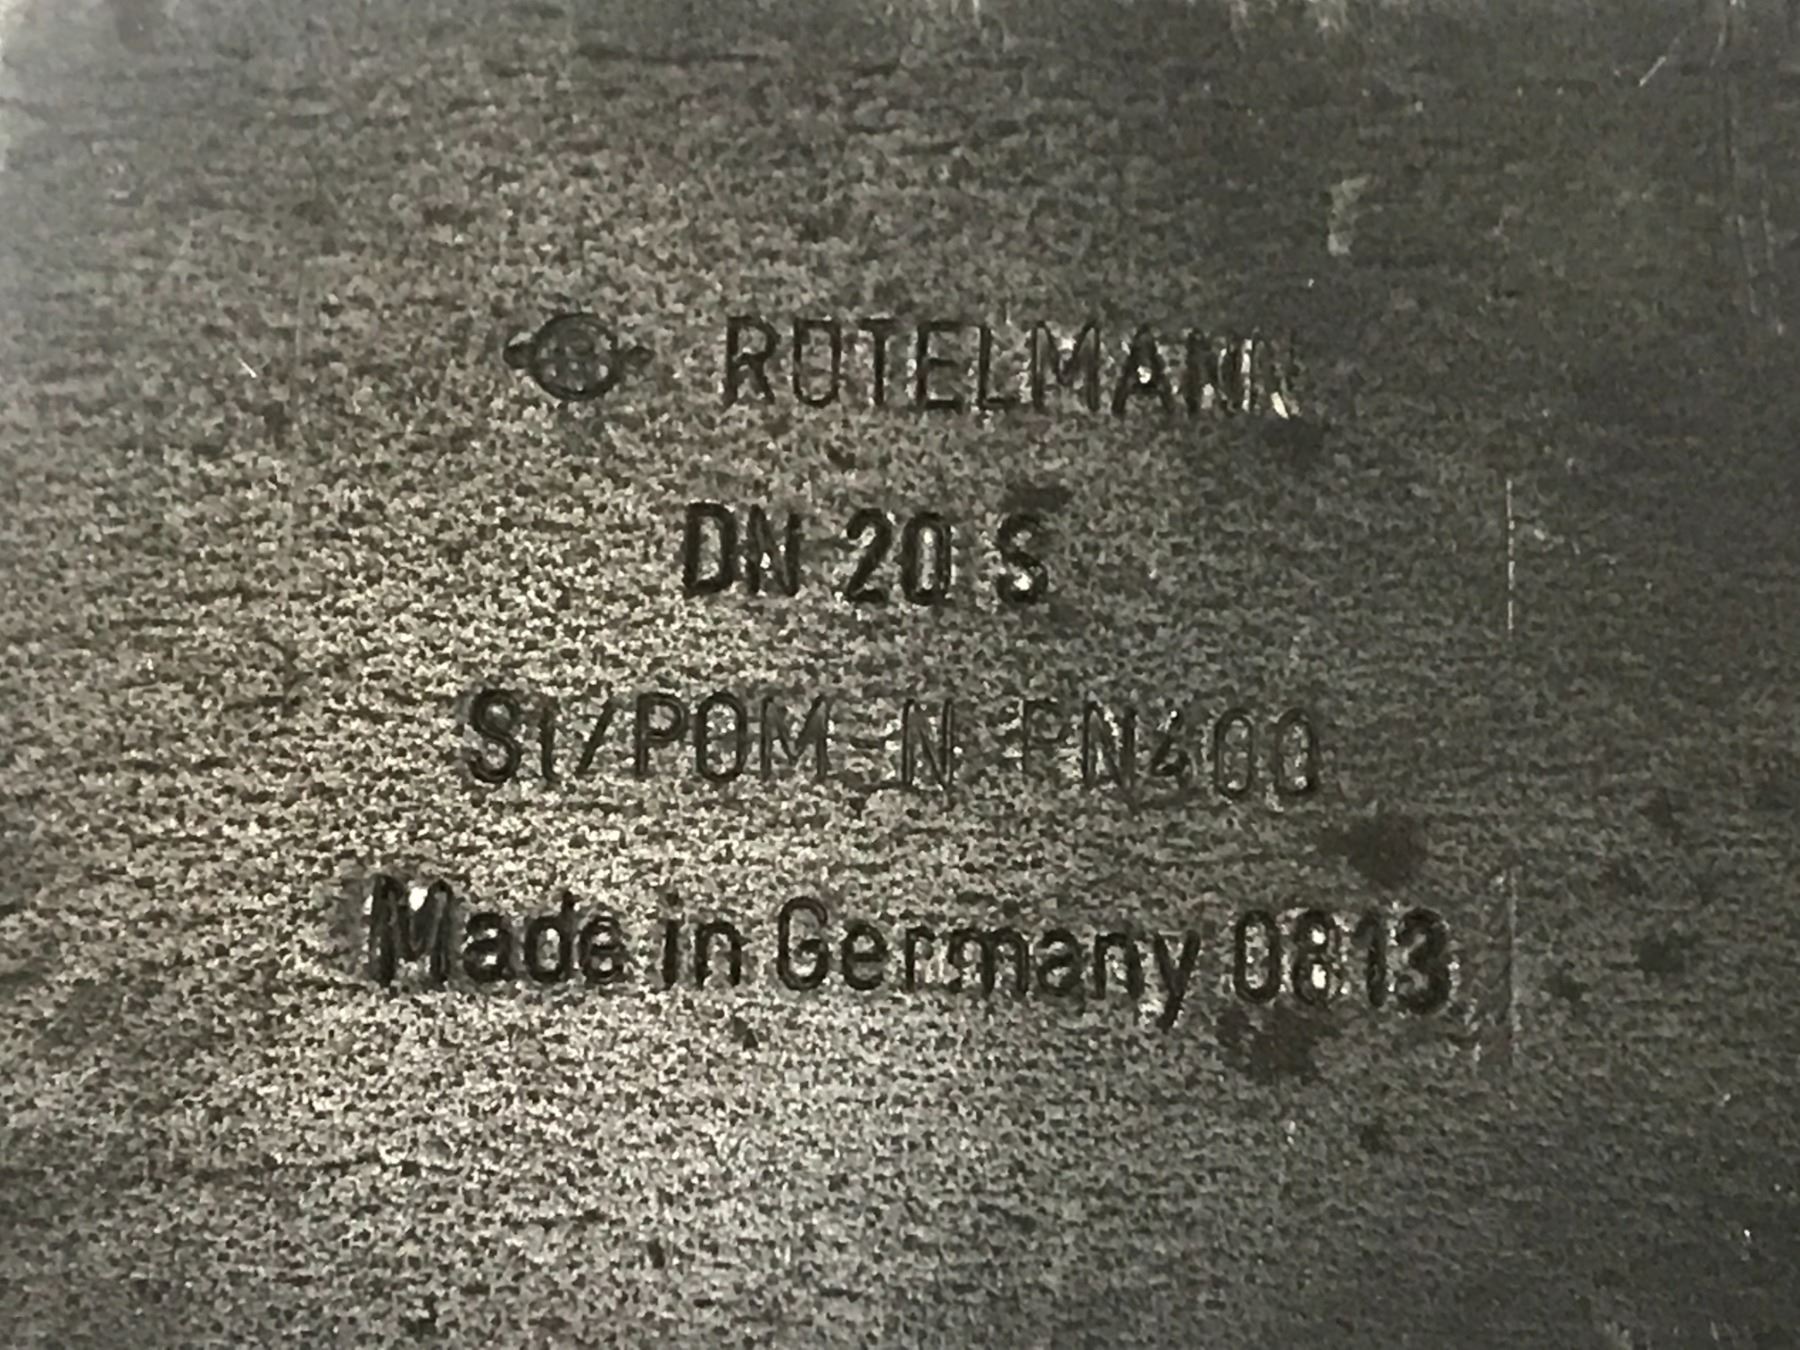 ROTELMANN
DN 20 S
St/POM N PN400
Made in Germany 0813